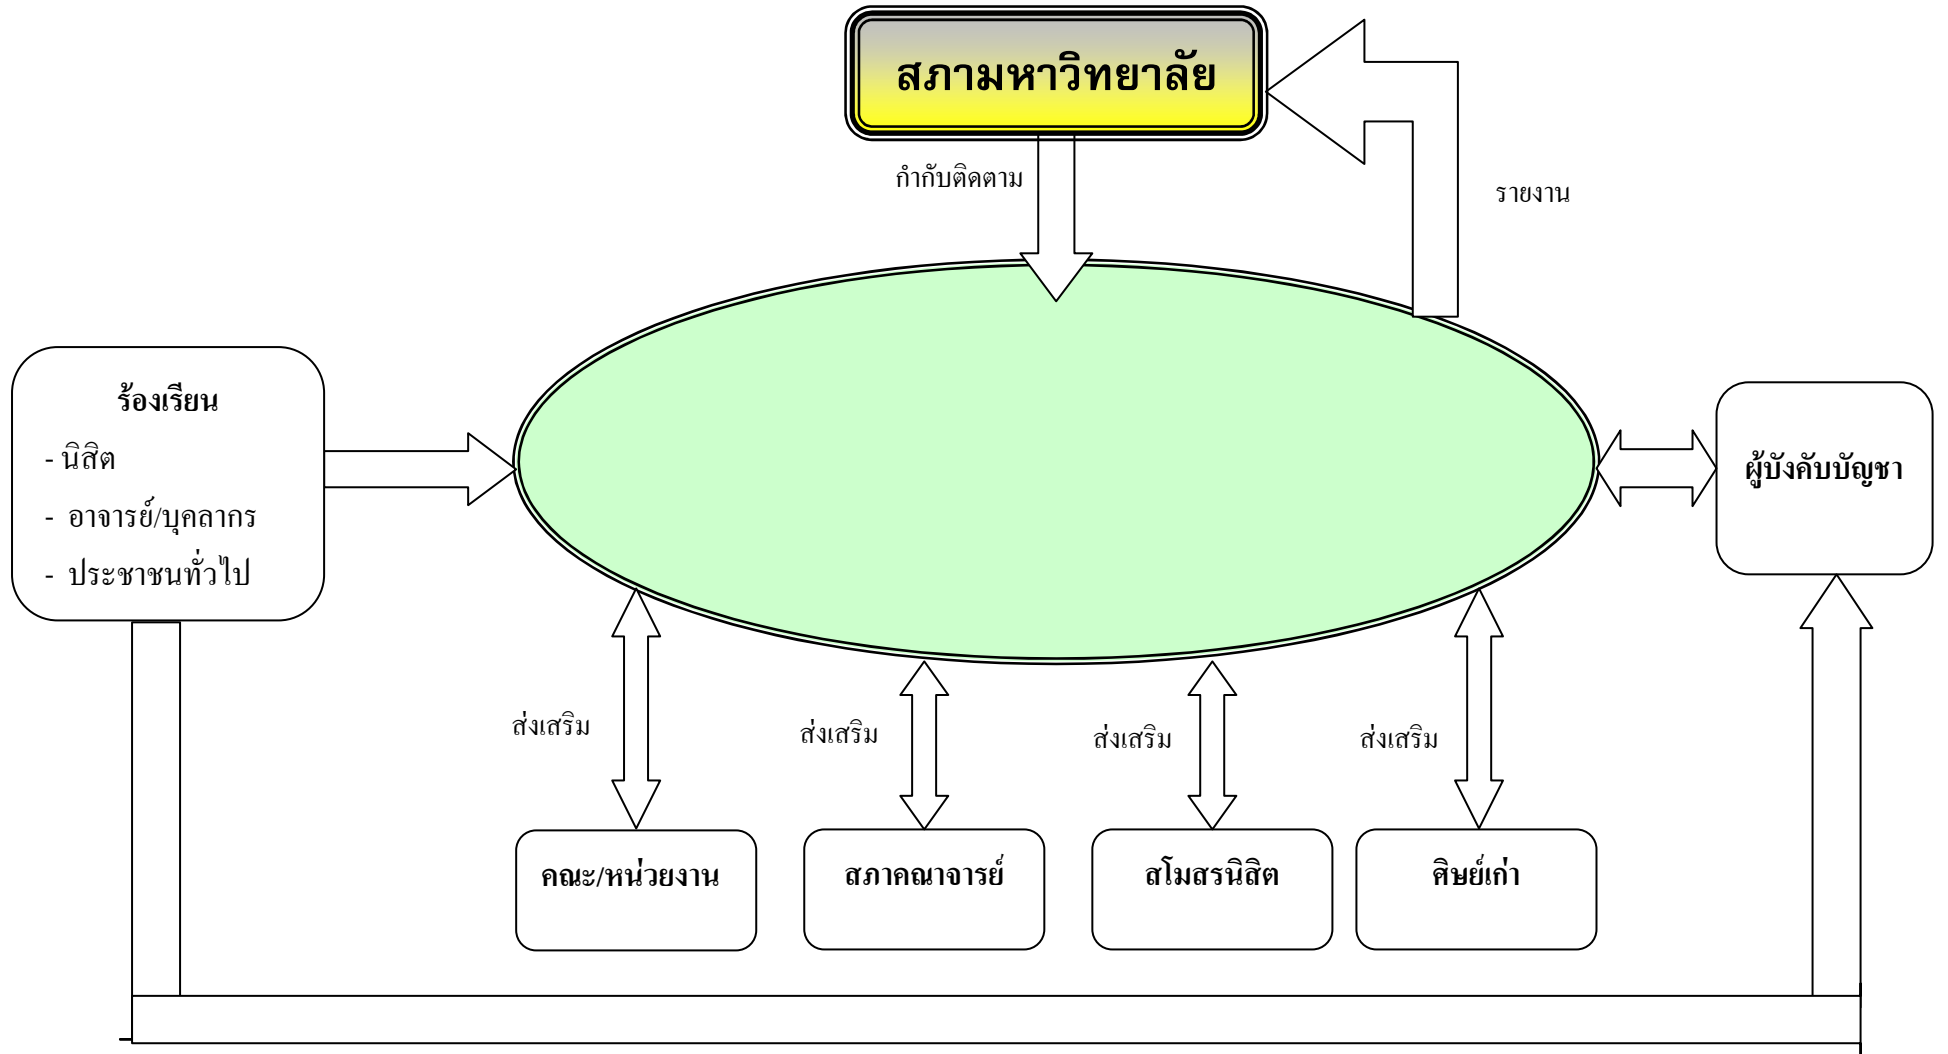 สภามหาวิทยาลัย
กำกับติดตาม
รายงาน
ร้องเรียน
- นิสิต
- อาจารย์/บุคลากร
- ประชาชนทั่วไป
ผู้บังคับบัญชา
ส่งเสริม
ส่งเสริม
ส่งเสริม
ส่งเสริม
คณะ/หน่วยงาน
สภาคณาจารย์
สโมสรนิสิต
ศิษย์เก่า